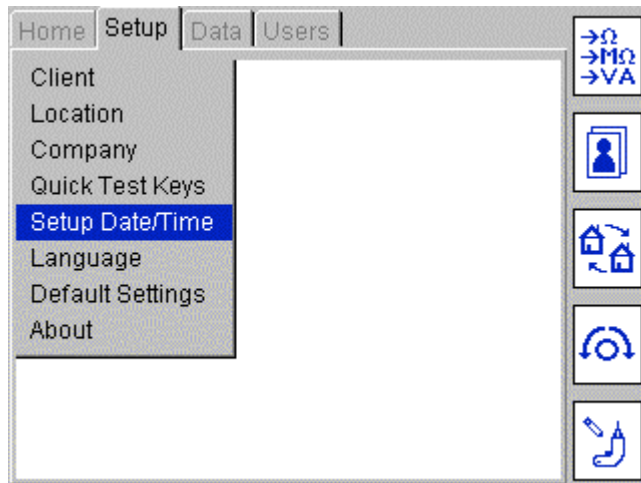 Home Setup Data Users
Client
Location
Company
Quick Test Keys
Setup Date/Time
Language
Default Settings
About
→Ω
→MΩ
→VA